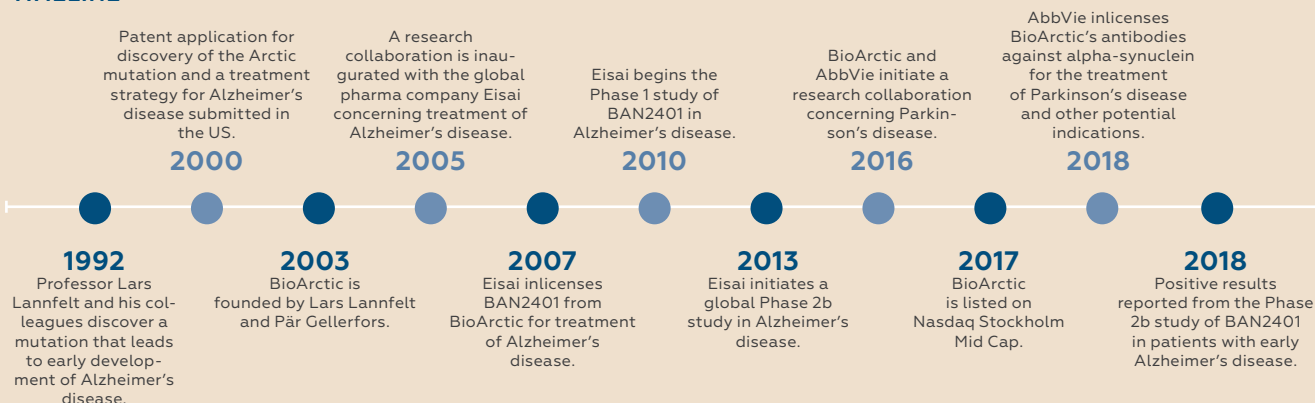 Patent application for
discovery of the Arctic
mutation and a treatment
strategy for Alzheimer's
disease submitted in
the US.
2000
A research
collaboration is inau-
gurated with the global
pharma company Eisai
concerning treatment of
Alzheimer's disease.
2005
Eisai begins the
Phase 1 study of
BAN2401 in
Alzheimer's disease.
2010
BioArctic and
AbbVie initiate a
research collaboration
concerning Parkin-
son's disease.
2016
AbbVie inlicenses
BioArctic's antibodies
against alpha-synuclein
for the treatment
of Parkinson's disease
and other potential
indications.
2018
1992
Professor Lars
Lannfelt and his col-
leagues discover a
mutation that leads
to early develop-
ment of Alzheimer's
disease.
2003
BioArctic is
founded by Lars Lannfelt
and Pär Gellerfors.
2007
Eisai inlicenses
BAN2401 from
BioArctic for treatment
of Alzheimer's
disease.
2013
Eisai initiates a
global Phase 2b
study in Alzheimer's
disease.
2017
BioArctic
is listed on
Nasdaq Stockholm
Mid Cap.
2018
Positive results
reported from the Phase
2b study of BAN2401
in patients with early
Alzheimer's disease.